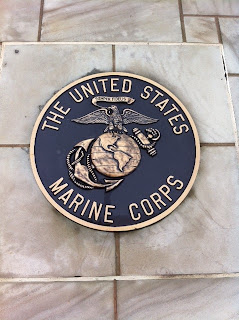 THE UNITED STATES
MARINE CORPS